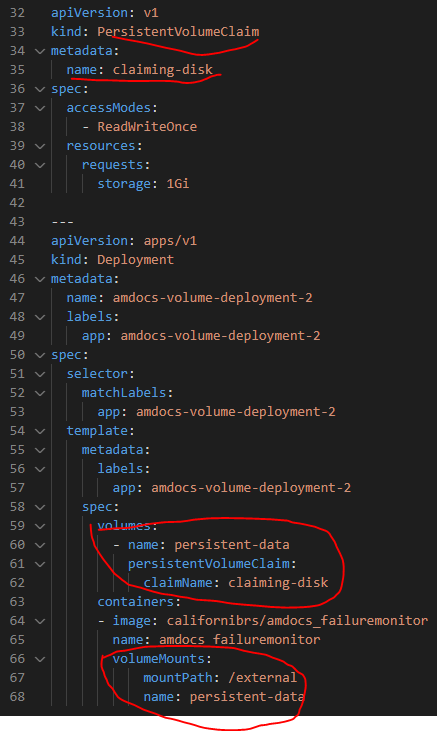 32 apiVersion: v1
33 kind: PersistentVolumeClaim
34 metadata:
35 name: claiming-disk
36 spec:
37 accessModes:
38 - ReadWriteOnce
39 resources:
40 requests:
41 storage: 1Gi
42
43 ---
44 apiVersion: apps/v1
45 kind: Deployment
46 metadata:
47 name: amdocs-volume-deployment-2
48 labels:
49 app: amdocs-volume-deployment-2
50 spec:
51 selector:
52 matchLabels:
53 app: amdocs-volume-deployment-2
54 template:
55 metadata:
56 labels:
57 app: amdocs-volume-deployment-2
58 spec:
59 volumes:
60 - name: persistent-data
61 persistentVolumeClaim:
62 claimName: claiming-disk
63 containers:
64 - image: californibrs/amdocs_failuremonitor
65 name: amdocs_failuremonitor
66 volumeMounts:
67 mountPath: /external
68 name: persistent-data